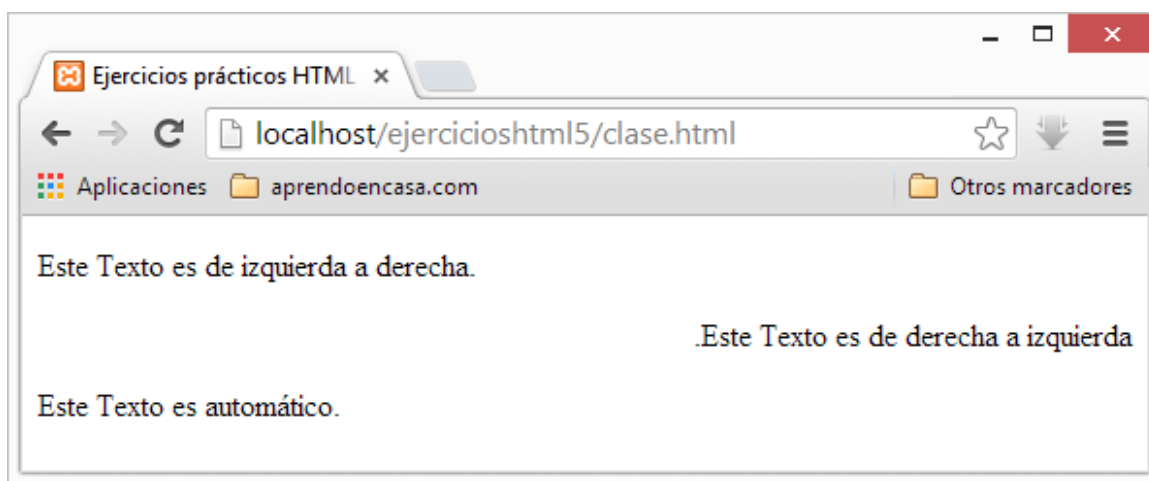 Ejercicios prácticos HTML
localhost/ejercicioshtml5/clase.html
Aplicaciones aprendoencasa.com Otros marcadores
Este Texto es de izquierda a derecha.
.Este Texto es de derecha a izquierda
Este Texto es automático.